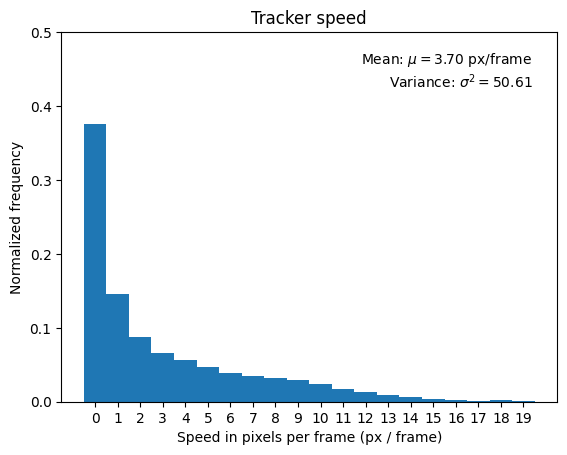 Tracker speed
Mean: μ = 3.70 px/frame
Variance: σ² = 50.61
Normalized frequency
0.5
0.4
0.3
0.2
0.1
0.0
0 1 2 3 4 5 6 7 8 9 10 11 12 13 14 15 16 17 18 19
Speed in pixels per frame (px / frame)